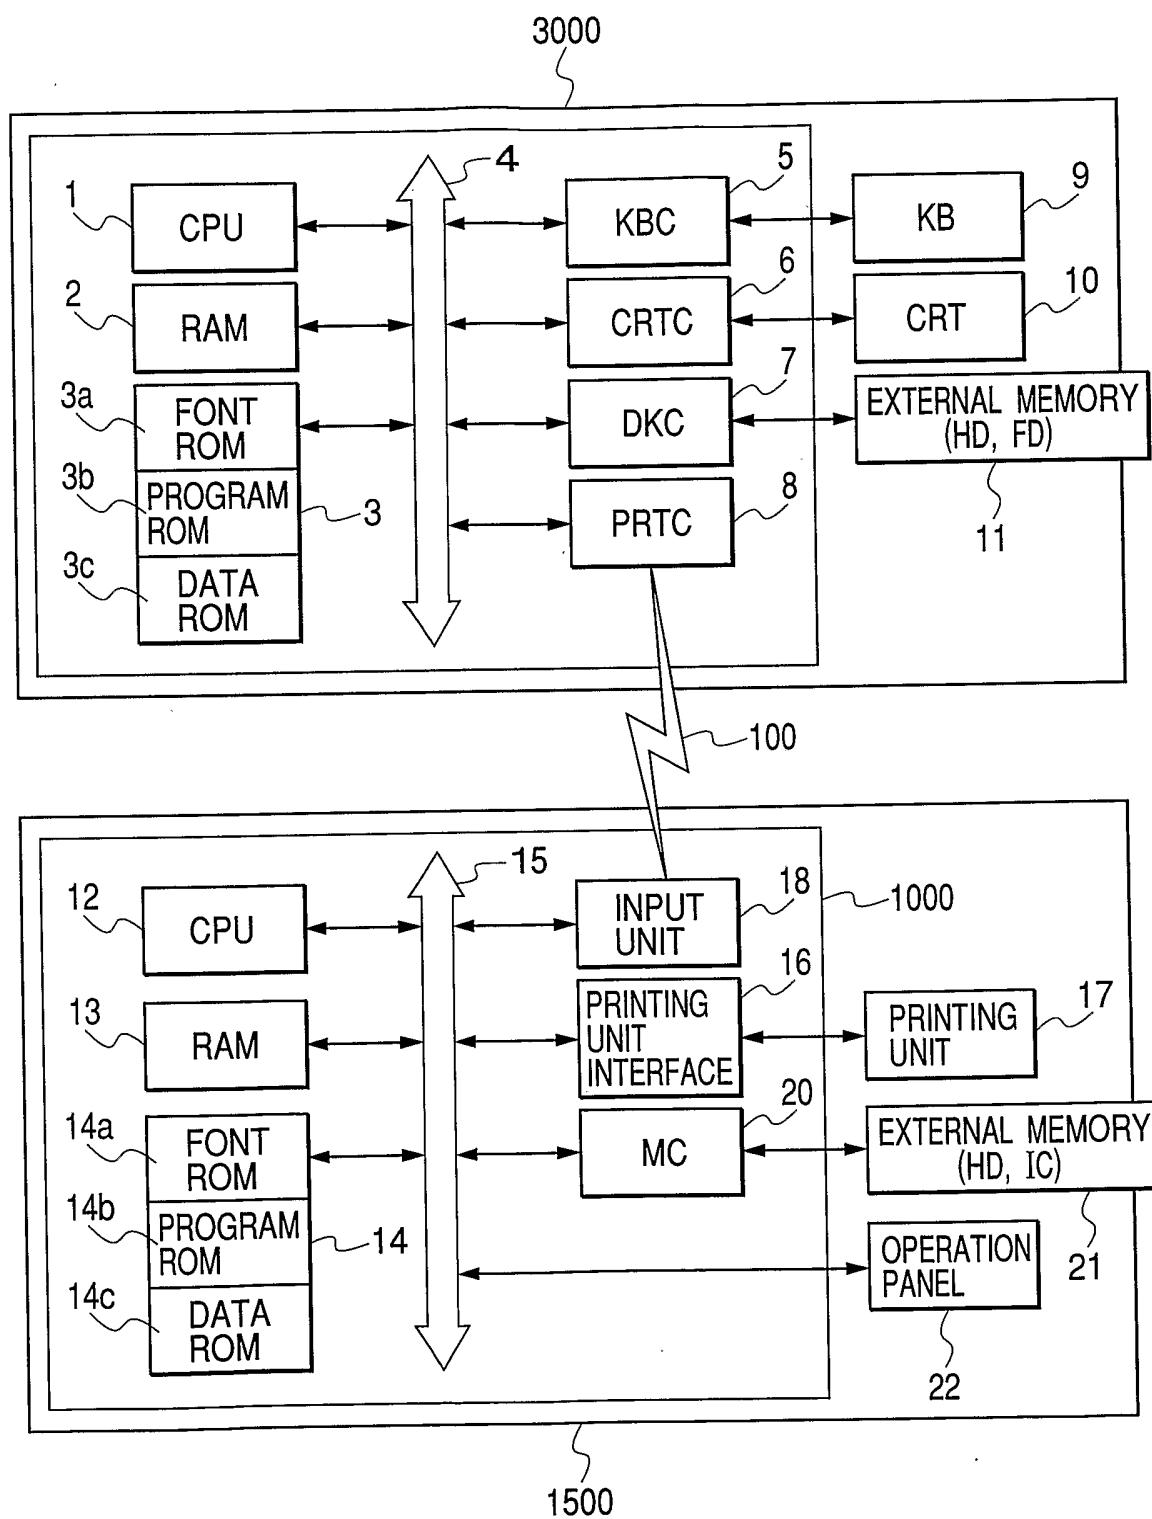 3000
4
5
1
CPU
KBC
KB
9
6
2
RAM
CRTC
CRT
10
7
3a
FONT
ROM
DKC
EXTERNAL MEMORY
(HD, FD)
3b
PROGRAM
ROM
3
8
PRTC
11
3c
DATA
ROM
100
15
12
CPU
INPUT
UNIT
18
1000
16
13
RAM
PRINTING
UNIT
INTERFACE
PRINTING
UNIT
17
20
14a
FONT
ROM
MC
EXTERNAL MEMORY
(HD, IC)
14b
PROGRAM
ROM
14
OPERATION
PANEL
21
14c
DATA
ROM
22
1500